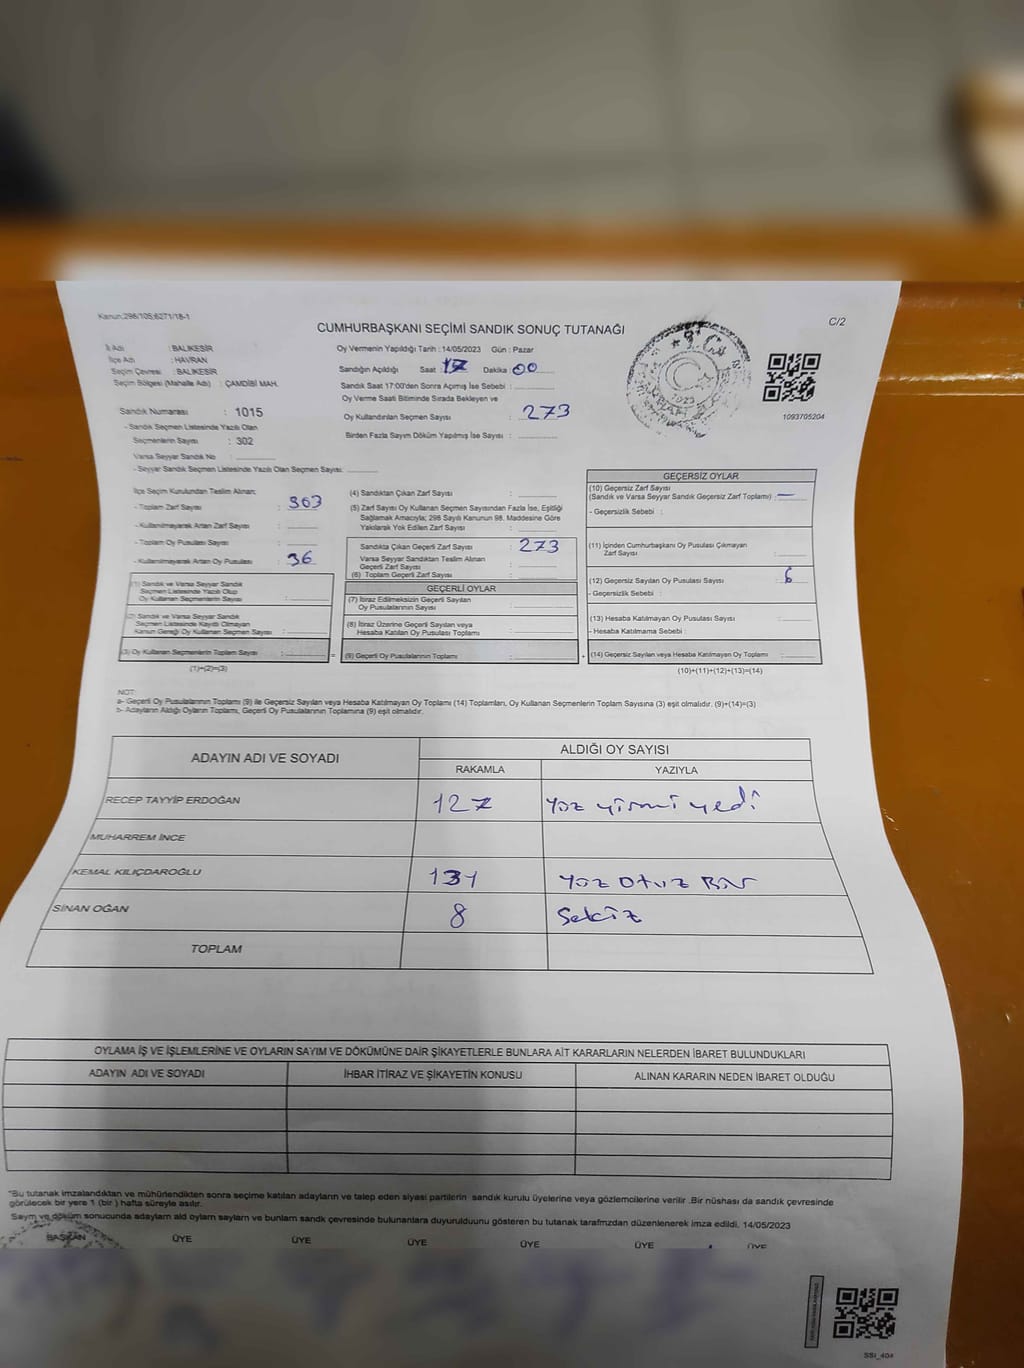 Kanun:298/105;6271/18-1
C/2
CUMHURBAŞKANI SEÇİMİ SANDIK SONUÇ TUTANAĞI
İl Adı : BALIKESİR
İlçe Adı : HAVRAN
Seçim Çevresi : BALIKESİR
Seçim Bölgesi (Mahalle Adı) : ÇAMDİBİ MAH.
Sandık Numarası : 1015
- Sandık Seçmen Listesinde Yazılı Olan
Seçmenlerin Sayısı : 302
Varsa Seyyar Sandık No :
- Seyyar Sandık Seçmen Listesinde Yazılı Olan Seçmen Sayısı:
Oy Vermenin Yapıldığı Tarih : 14/05/2023 Gün : Pazar
Sandığın Açıldığı Saat : 17 Dakika 00
Sandık Saat 17:00'den Sonra Açımış İse Sebebi :
Oy Verme Saati Bitiminde Sırada Bekleyen ve
Oy Kullandırılan Seçmen Sayısı : 273
Birden Fazla Sayım Döküm Yapılmış İse Sayısı :
2023
1093705204
İlçe Seçim Kurulundan Teslim Alınan;
- Toplam Zarf Sayısı : 303
- Kullanılmayarak Artan Zarf Sayısı :
- Toplam Oy Pusulası Sayısı :
- Kullanılmayarak Artan Oy Pusulası : 36
(1) Sandık ve Varsa Seyyar Sandık
Seçmen Listesinde Yazılı Olup
Oy Kullanan Seçmenlerin Sayısı :
(2) Sandık ve Varsa Seyyar Sandık
Seçmen Listesinde Kayıtlı Olmayan
Kanun Gereği Oy Kullanan Seçmen Sayısı :
(3) Oy Kullanan Seçmenlerin Toplam Sayısı :
(1)+(2)=(3)
(4) Sandıktan Çıkan Zarf Sayısı :
(5) Zarf Sayısı Oy Kullanan Seçmen Sayısından Fazla İse, Eşitliği
Sağlamak Amacıyla; 298 Sayılı Kanunun 98. Maddesine Göre
Yakılarak Yok Edilen Zarf Sayısı :
Sandıkta Çıkan Geçerli Zarf Sayısı : 273
Varsa Seyyar Sandıktan Teslim Alınan
Geçerli Zarf Sayısı :
(6) Toplam Geçerli Zarf Sayısı :
GEÇERLİ OYLAR
(7) İtiraz Edilmeksizin Geçerli Sayılan
Oy Pusulalarının Sayısı :
(8) İtiraz Üzerine Geçerli Sayılan veya
Hesaba Katılan Oy Pusulası Toplamı :
(9) Geçerli Oy Pusulalarının Toplamı :
GEÇERSİZ OYLAR
(10) Geçersiz Zarf Sayısı
(Sandık ve Varsa Seyyar Sandık Geçersiz Zarf Toplamı) : —
- Geçersizlik Sebebi :
(11) İçinden Cumhurbaşkanı Oy Pusulası Çıkmayan
Zarf Sayısı :
(12) Geçersiz Sayılan Oy Pusulası Sayısı : 6
- Geçersizlik Sebebi :
(13) Hesaba Katılmayan Oy Pusulası Sayısı :
- Hesaba Katılmama Sebebi :
(14) Geçersiz Sayılan veya Hesaba Katılmayan Oy Toplamı :
(10)+(11)+(12)+(13)=(14)
NOT:
a- Geçerli Oy Pusulalarının Toplamı (9) ile Geçersiz Sayılan veya Hesaba Katılmayan Oy Toplamı (14) Toplamları, Oy Kullanan Seçmenlerin Toplam Sayısına (3) eşit olmalıdır. (9)+(14)=(3)
b- Adayların Aldığı Oyların Toplamı, Geçerli Oy Pusulalarının Toplamına (9) eşit olmalıdır.
ADAYIN ADI VE SOYADI
ALDIĞI OY SAYISI
RAKAMLA YAZIYLA
RECEP TAYYİP ERDOĞAN 127 yüz yirmi yedi
MUHARREM İNCE
KEMAL KILIÇDAROĞLU 131 yüz otuz Bir
SİNAN OĞAN 8 Sekiz
TOPLAM
OYLAMA İŞ VE İŞLEMLERİNE VE OYLARIN SAYIM VE DÖKÜMÜNE DAİR ŞİKAYETLERLE BUNLARA AİT KARARLARIN NELERDEN İBARET BULUNDUKLARI
ADAYIN ADI VE SOYADI İHBAR İTİRAZ VE ŞİKAYETİN KONUSU ALINAN KARARIN NEDEN İBARET OLDUĞU
"Bu tutanak imzalandıktan ve mühürlendikten sonra seçime katılan adayların ve talep eden siyasi partilerin sandık kurulu üyelerine veya gözlemcilerine verilir .Bir nüshası da sandık çevresinde
görülecek bir yere 1 (bir ) hafta süreyle asılır.
Sayım ve döküm sonucunda adayların ald oyların sayları ve bunlarn sandık çevresinde bulunanlara duyurulduunu gösteren bu tutanak tarafmzdan düzenlenerek imza edildi, 14/05/2023
BAŞKAN ÜYE ÜYE ÜYE ÜYE ÜYE ÜYE